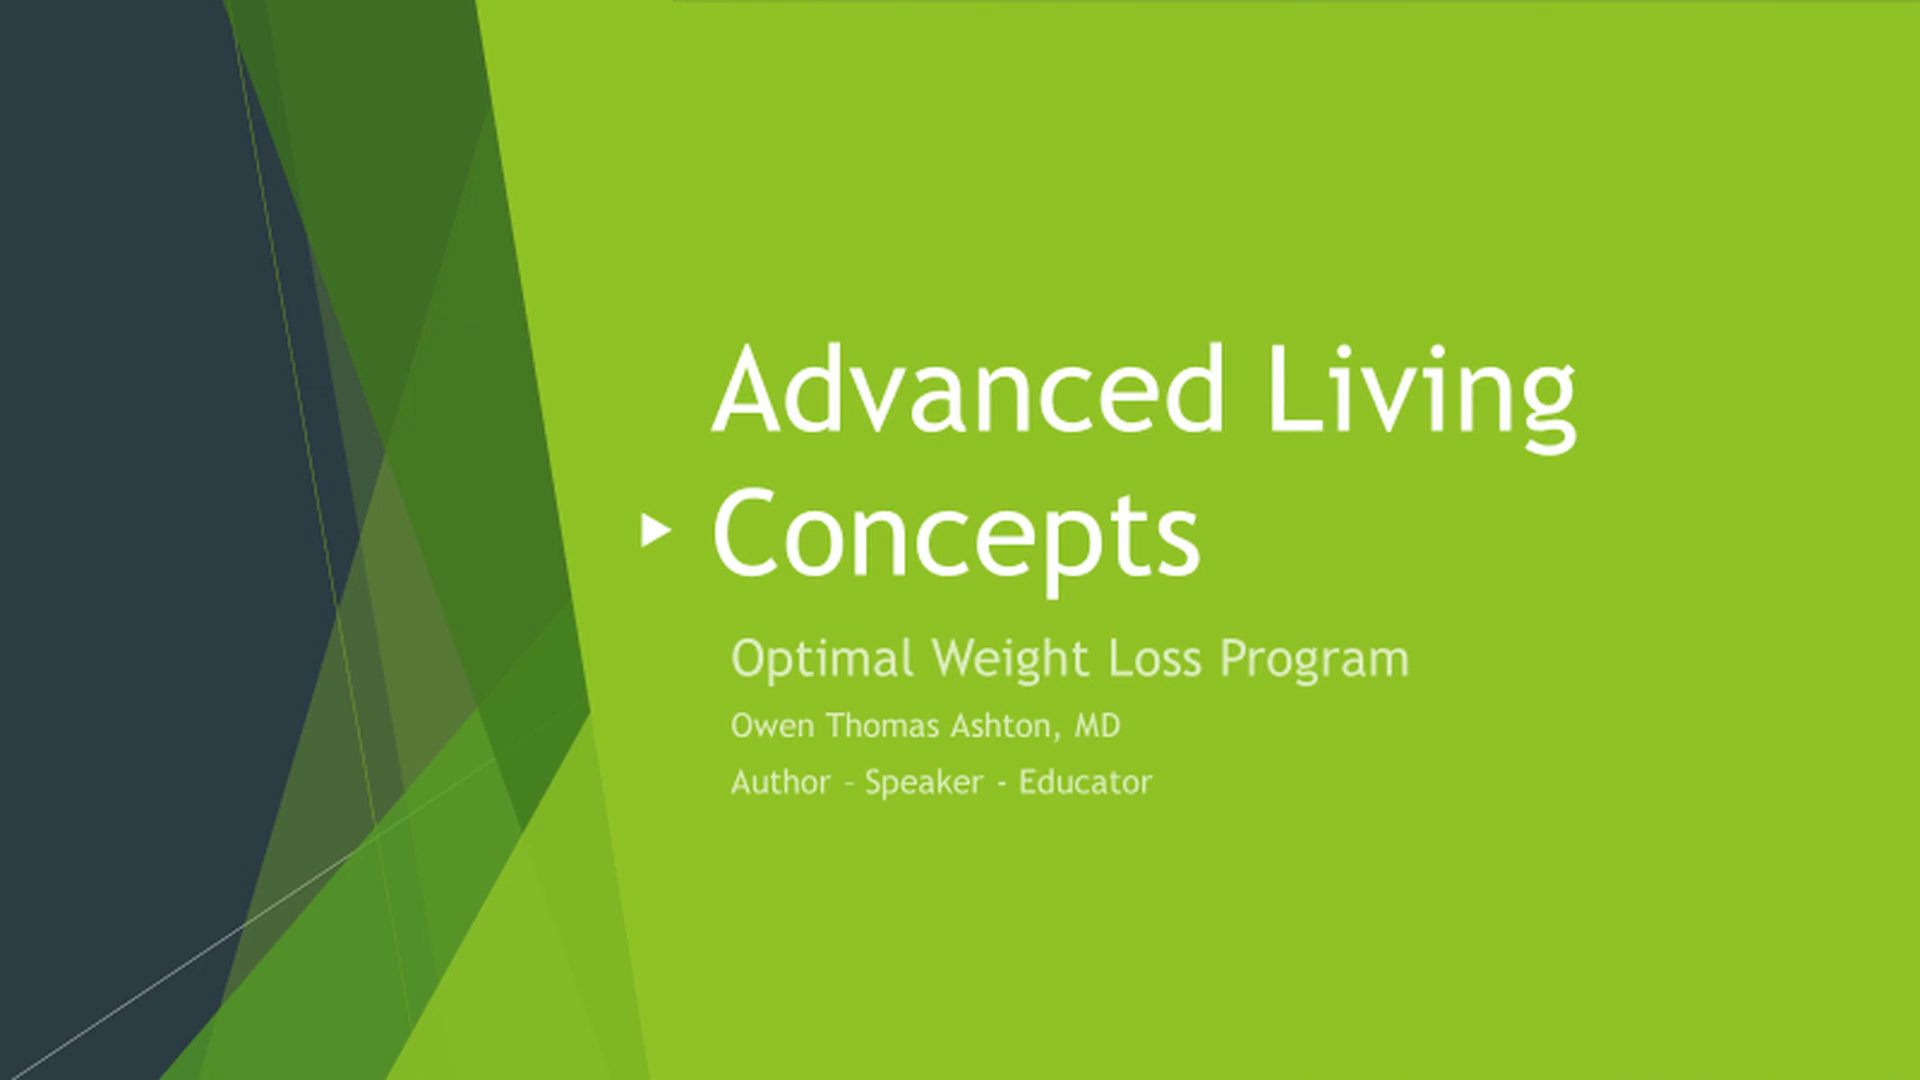 Advanced Living
Concepts
Optimal Weight Loss Program
Owen Thomas Ashton, MD
Author – Speaker - Educator